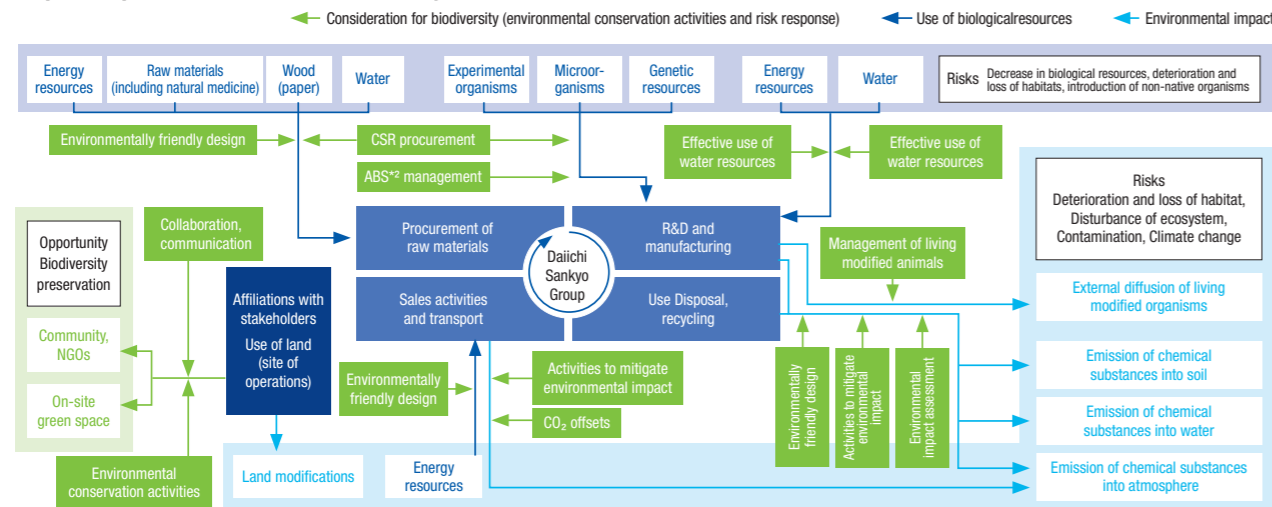 Consideration for biodiversity (environmental conservation activities and risk response)
Use of biologicalresources
Environmental impact
Energy
resources
Raw materials
(including natural medicine)
Wood
(paper)
Water
Experimental
organisms
Microor-
ganisms
Genetic
resources
Energy
resources
Water
Risks
Decrease in biological resources, deterioration and
loss of habitats, introduction of non-native organisms
Environmentally friendly design
CSR procurement
ABS*² management
Effective use of
water resources
Effective use of
water resources
Risks
Deterioration and loss of habitat,
Disturbance of ecosystem,
Contamination, Climate change
Opportunity
Biodiversity
preservation
Collaboration,
communication
Procurement of
raw materials
R&D and
manufacturing
Daiichi
Sankyo
Group
Sales activities
and transport
Use Disposal,
recycling
Management of living
modified animals
Affiliations with
stakeholders
Use of land
(site of
operations)
External diffusion of living
modified organisms
Community,
NGOs
On-site
green space
Environmentally
friendly design
Activities to mitigate
environmental impact
CO₂ offsets
Environmentally
friendly design
Activities to mitigate
environmental
impact
Environmental
impact assesment
Emission of chemical
substances into soil
Emission of chemical
substances into water
Emission of chemical substances
into atmosphere
Environmental
conservation activities
Land modifications
Energy
resources